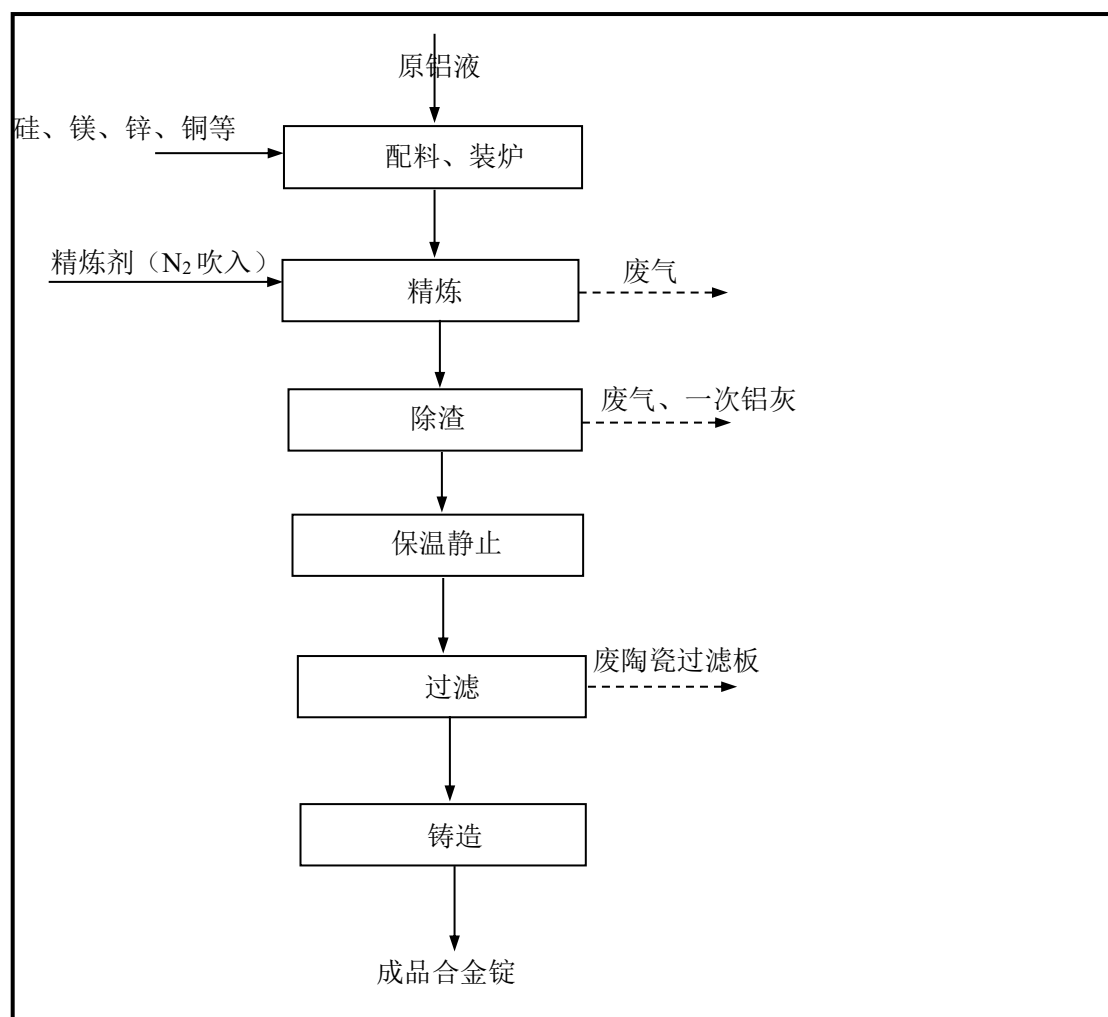 原铝液
硅、镁、锌、铜等
配料、装炉
精炼剂（N₂吹入）
精炼
废气
除渣
废气、一次铝灰
保温静止
过滤
废陶瓷过滤板
铸造
成品合金锭